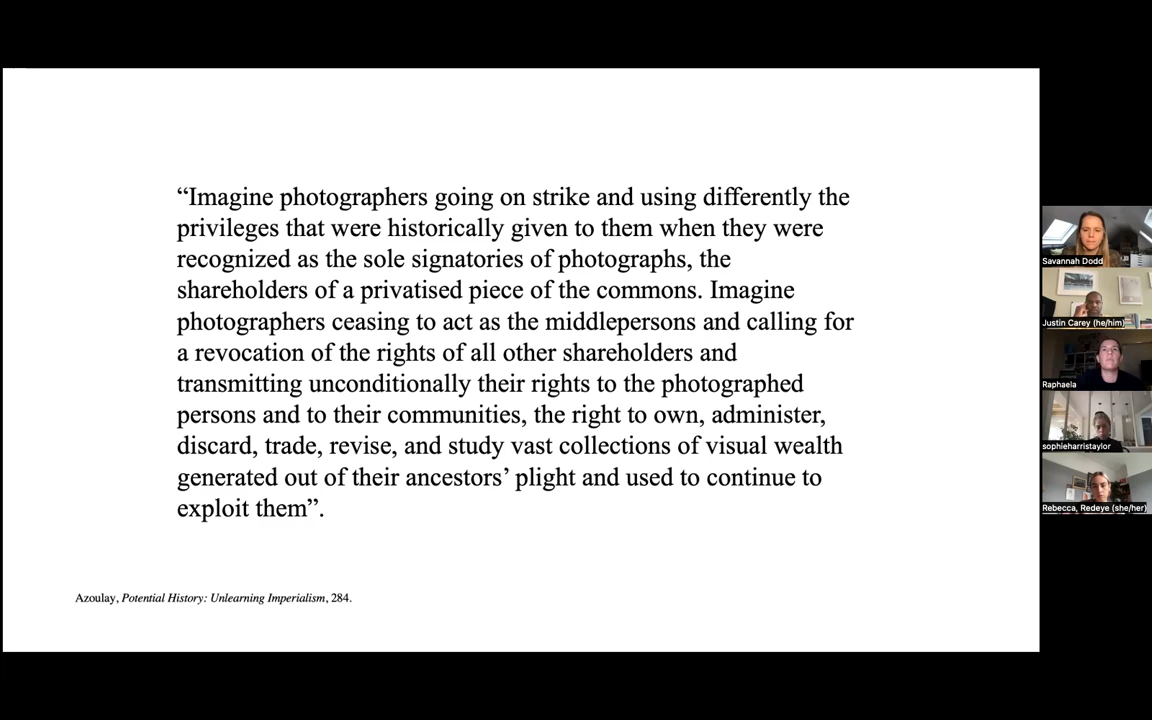 “Imagine photographers going on strike and using differently the
privileges that were historically given to them when they were
recognized as the sole signatories of photographs, the
shareholders of a privatised piece of the commons. Imagine
photographers ceasing to act as the middlepersons and calling for
a revocation of the rights of all other shareholders and
transmitting unconditionally their rights to the photographed
persons and to their communities, the right to own, administer,
discard, trade, revise, and study vast collections of visual wealth
generated out of their ancestors’ plight and used to continue to
exploit them”.
Azoulay, Potential History: Unlearning Imperialism, 284.
Savannah Dodd
Justin Carey (he/him)
Raphaela
sophieharristaylor
Rebecca, Redeye (she/her)